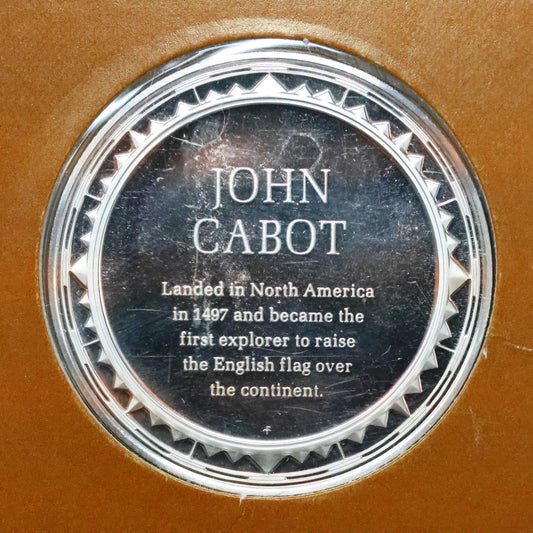 JOHN
CABOT
Landed in North America
in 1497 and became the
first explorer to raise
the English flag over
the continent.